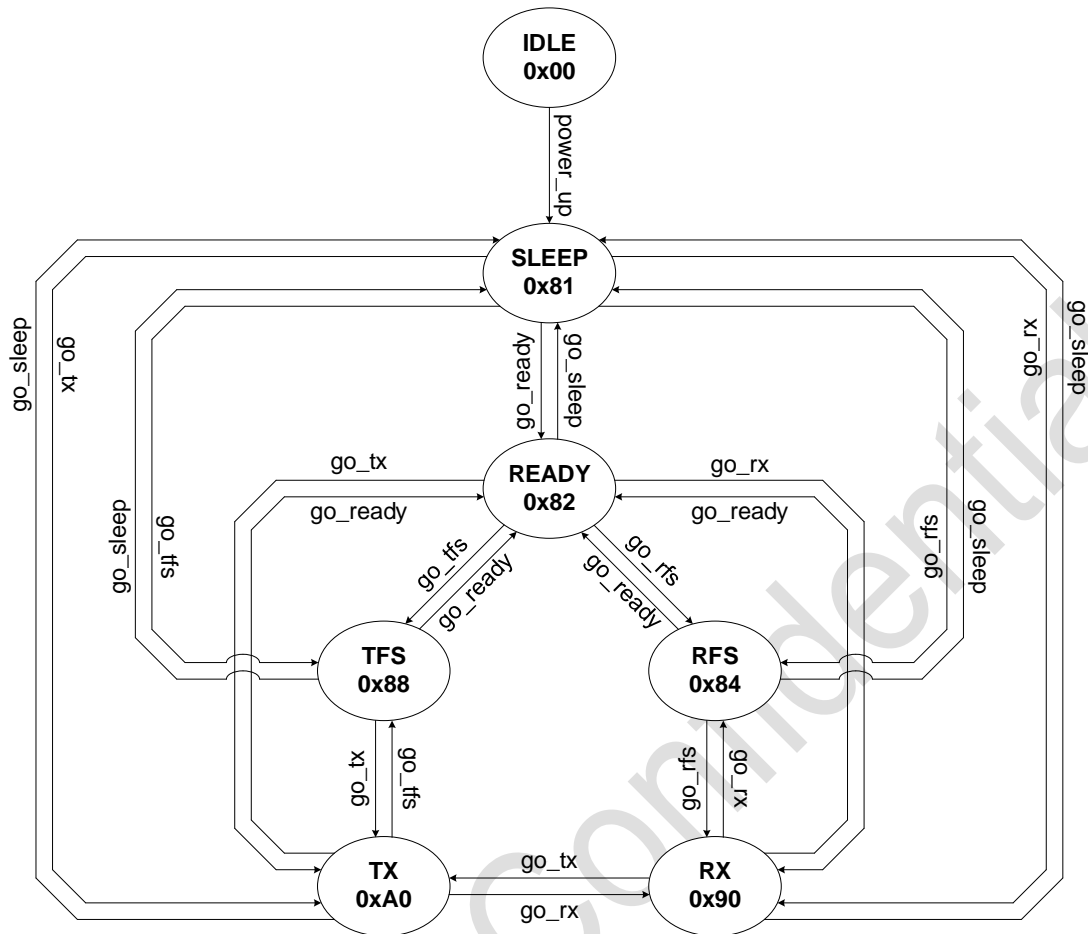 IDLE
0x00
power_up
SLEEP
0x81
go_sleep
go_tx
go_rx
go_sleep
go_ready
go_sleep
go_tx
READY
0x82
go_rx
go_ready
go_ready
go_sleep
go_tfs
go_rfs
go_sleep
go_tfs
go_ready
go_rfs
go_ready
TFS
0x88
RFS
0x84
go_tx
go_tfs
go_rfs
go_rx
TX
0xA0
go_tx
go_rx
RX
0x90
Confidential